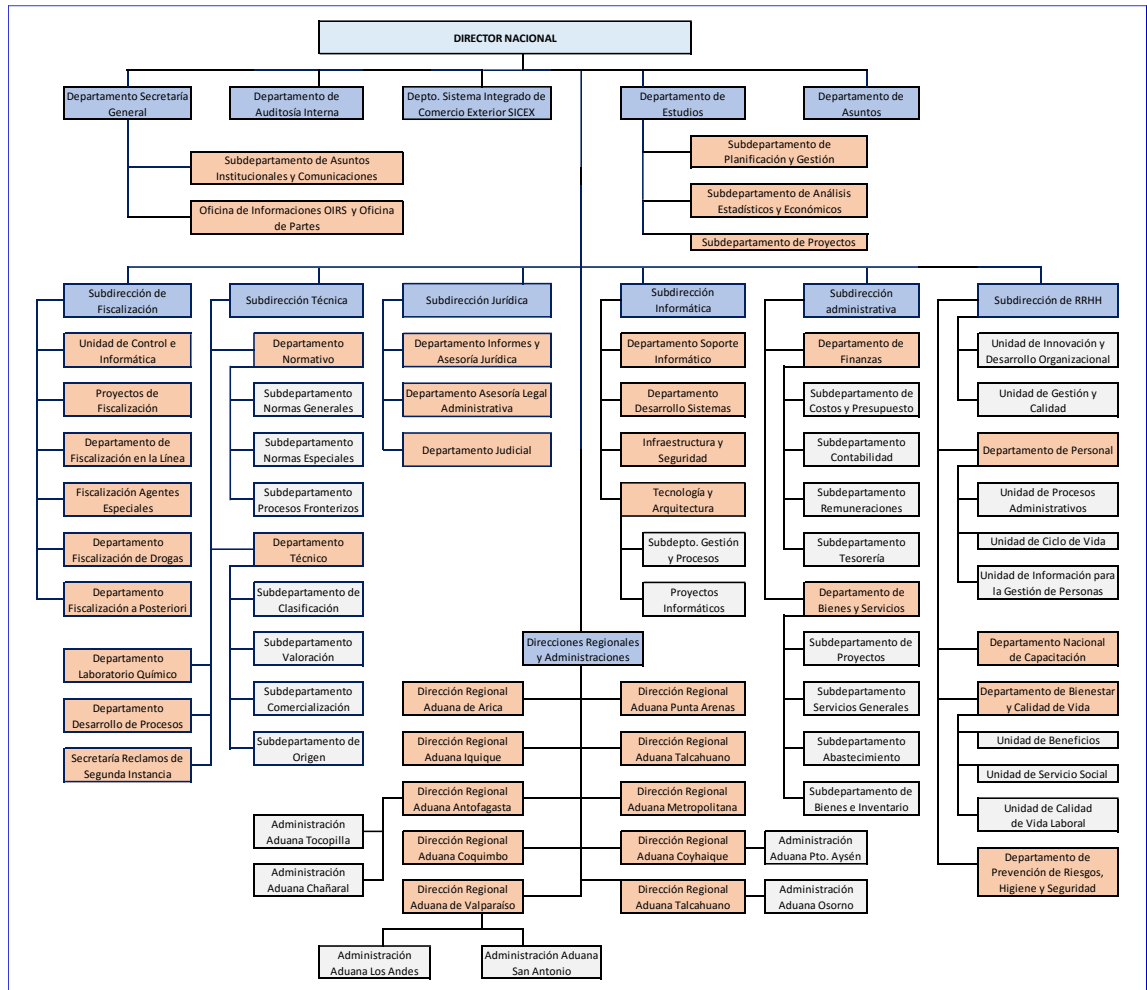 DIRECTOR NACIONAL
Departamento Secretaría
General
Departamento de
Auditosía Interna
Depto. Sistema Integrado de
Comercio Exterior SICEX
Departamento de
Estudios
Departamento de
Asuntos
Subdepartamento de Asuntos
Institucionales y Comunicaciones
Oficina de Informaciones OIRS y Oficina
de Partes
Subdepartamento de
Planificación y Gestión
Subdepartamento de Análisis
Estadísticos y Económicos
Subdepartamento de Proyectos
Subdirección de
Fiscalización
Unidad de Control e
Informática
Proyectos de
Fiscalización
Departamento de
Fiscalización en la Línea
Fiscalización Agentes
Especiales
Departamento
Fiscalización de Drogas
Departamento
Fiscalización a Posteriori
Departamento
Laboratorio Químico
Departamento
Desarrollo de Procesos
Secretaría Reclamos de
Segunda Instancia
Subdirección Técnica
Departamento
Normativo
Subdepartamento
Normas Generales
Subdepartamento
Normas Especiales
Subdepartamento
Procesos Fronterizos
Departamento
Técnico
Subdepartamento de
Clasificación
Subdepartamento
Valoración
Subdepartamento
Comercialización
Subdepartamento de
Origen
Subdirección Jurídica
Departamento Informes y
Asesoría Jurídica
Departamento Asesoría Legal
Administrativa
Departamento Judicial
Subdirección
Informática
Departamento Soporte
Informático
Departamento
Desarrollo Sistemas
Infraestructura y
Seguridad
Tecnología y
Arquitectura
Subdepto. Gestión
y Procesos
Proyectos
Informáticos
Subdirección
administrativa
Departamento de
Finanzas
Subdepartamento de
Costos y Presupuesto
Subdepartamento
Contabilidad
Subdepartamento
Remuneraciones
Subdepartamento
Tesorería
Departamento de
Bienes y Servicios
Subdepartamento de
Proyectos
Subdepartamento
Servicios Generales
Subdepartamento
Abastecimiento
Subdepartamento de
Bienes e Inventario
Subdirección de RRHH
Unidad de Innovación y
Desarrollo Organizacional
Unidad de Gestión y
Calidad
Departamento de Personal
Unidad de Procesos
Administrativos
Unidad de Ciclo de Vida
Unidad de Información para
la Gestión de Personas
Departamento Nacional
de Capacitación
Departamento de Bienestar
y Calidad de Vida
Unidad de Beneficios
Unidad de Servicio Social
Unidad de Calidad
de Vida Laboral
Departamento de
Prevención de Riesgos,
Higiene y Seguridad
Direcciones Regionales
y Administraciones
Dirección Regional
Aduana de Arica
Dirección Regional
Aduana Punta Arenas
Dirección Regional
Aduana Iquique
Dirección Regional
Aduana Talcahuano
Dirección Regional
Aduana Antofagasta
Dirección Regional
Aduana Metropolitana
Administración
Aduana Tocopilla
Dirección Regional
Aduana Coquimbo
Dirección Regional
Aduana Coyhaique
Administración
Aduana Pto. Aysén
Administración
Aduana Chañaral
Dirección Regional
Aduana de Valparaíso
Dirección Regional
Aduana Talcahuano
Administración
Aduana Osorno
Administración
Aduana Los Andes
Administración Aduana
San Antonio